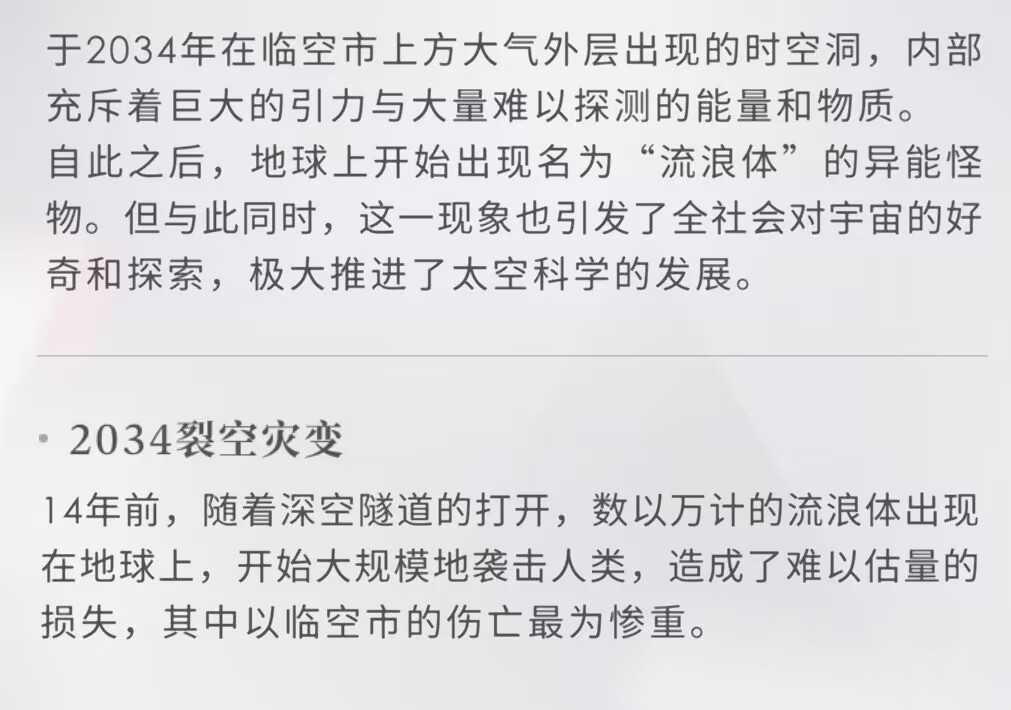 于2034年在临空市上方大气外层出现的时空洞，内部
充斥着巨大的引力与大量难以探测的能量和物质。
自此之后，地球上开始出现名为“流浪体”的异能怪
物。但与此同时，这一现象也引发了全社会对宇宙的好
奇和探索，极大推进了太空科学的发展。
• 2034裂空灾变
14年前，随着深空隧道的打开，数以万计的流浪体出现
在地球上，开始大规模地袭击人类，造成了难以估量的
损失，其中以临空市的伤亡最为惨重。